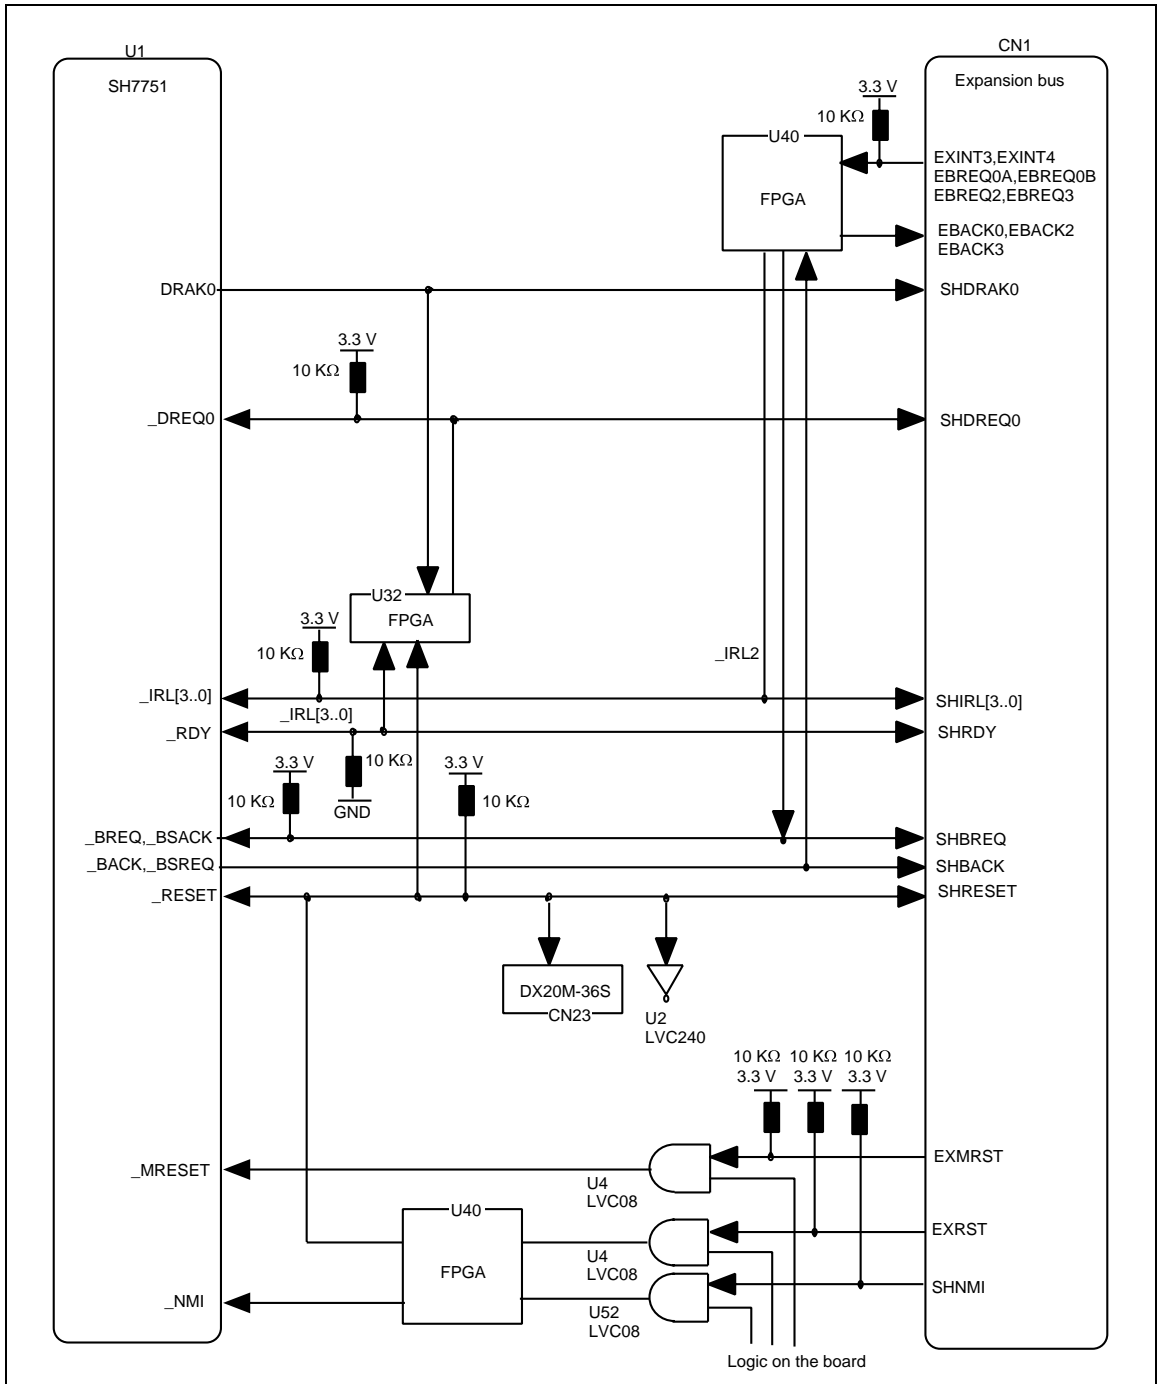 U1
CN1
SH7751
Expansion bus
3.3 V
10 KΩ
U40
FPGA
EXINT3,EXINT4
EBREQ0A,EBREQ0B
EBREQ2,EBREQ3
EBACK0,EBACK2
EBACK3
DRAK0
SHDRAK0
3.3 V
10 KΩ
_DREQ0
SHDREQ0
U32
FPGA
3.3 V
10 KΩ
_IRL2
_IRL[3..0]
SHIRL[3..0]
_IRL[3..0]
_RDY
SHRDY
3.3 V
10 KΩ
10 KΩ
GND
3.3 V
10 KΩ
_BREQ,_BSACK
SHBREQ
_BACK,_BSREQ
SHBACK
_RESET
SHRESET
DX20M-36S
CN23
U2
LVC240
10 KΩ 10 KΩ 10 KΩ
3.3 V 3.3 V 3.3 V
_MRESET
EXMRST
U4
LVC08
U40
FPGA
EXRST
U4
LVC08
SHNMI
_NMI
U52
LVC08
Logic on the board